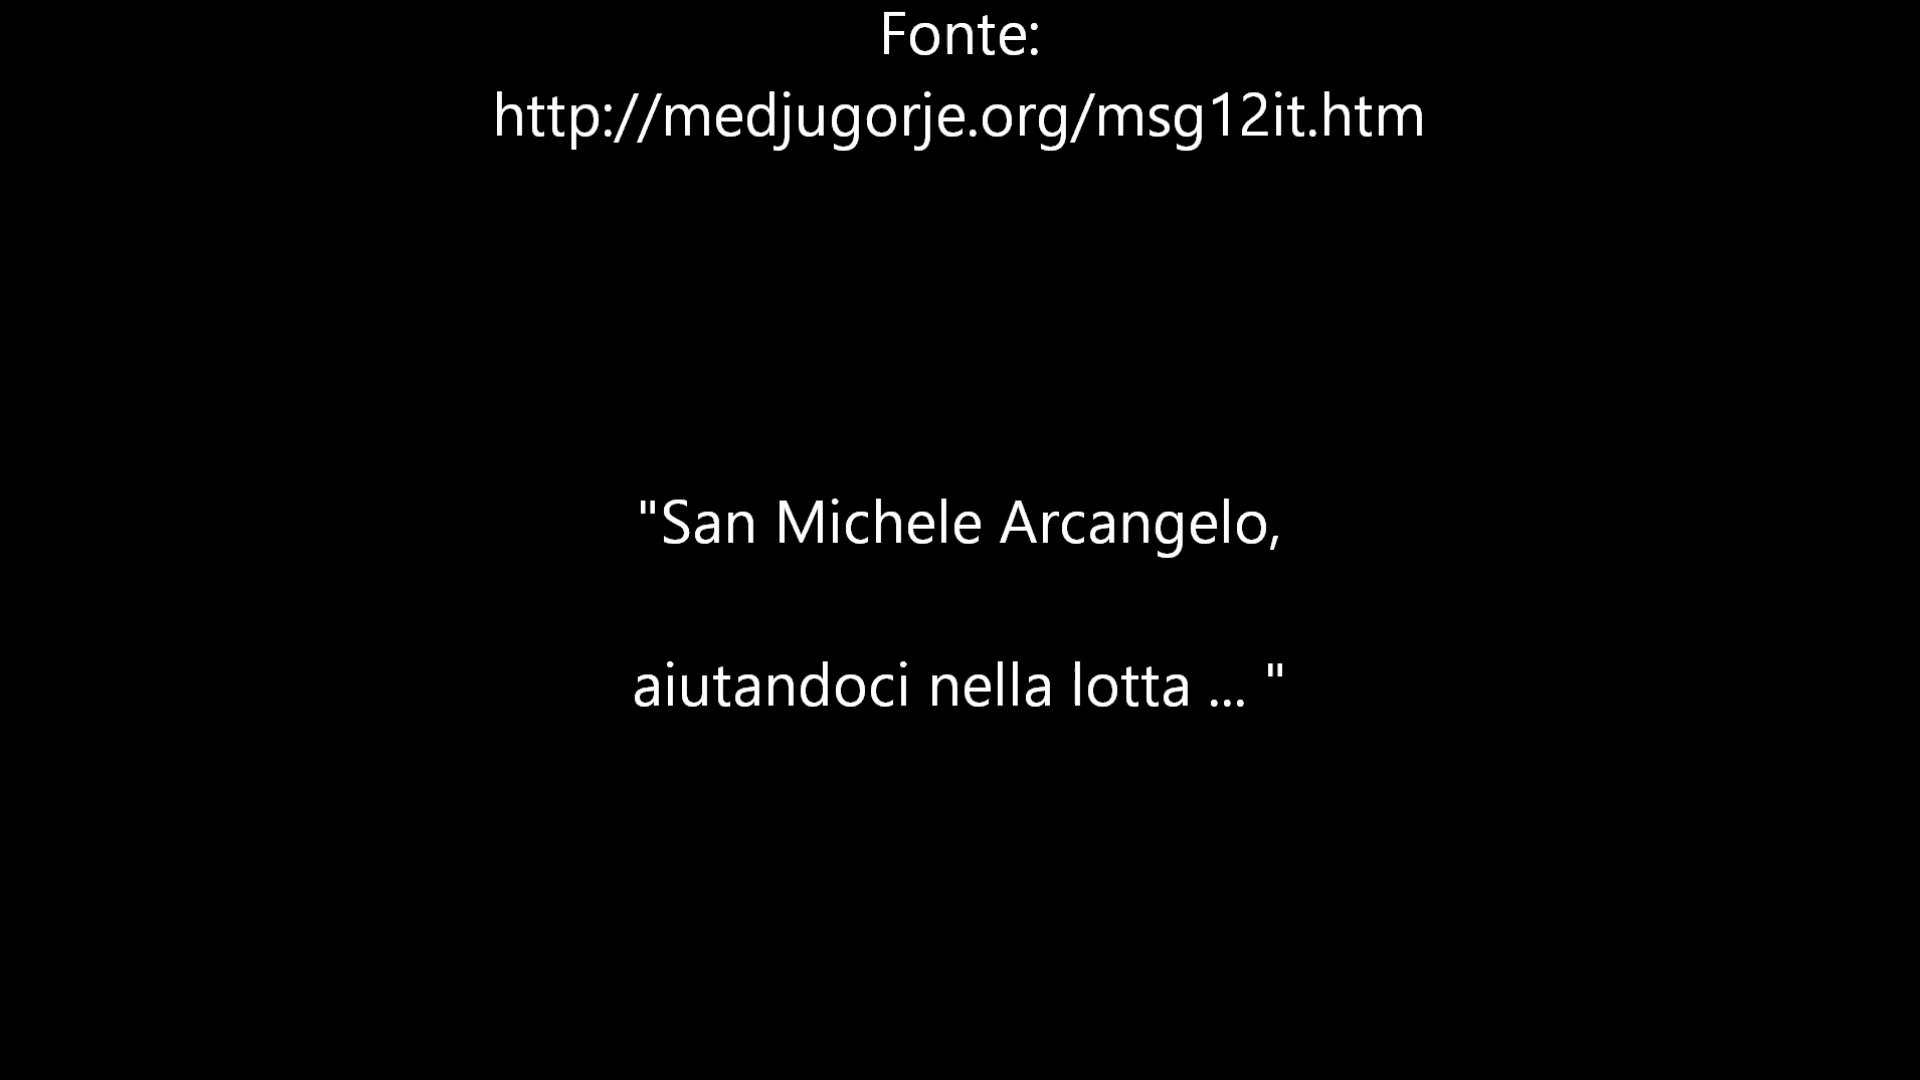 Fonte:
http://medjugorje.org/msg12it.htm
"San Michele Arcangelo,
aiutandoci nella lotta ... "